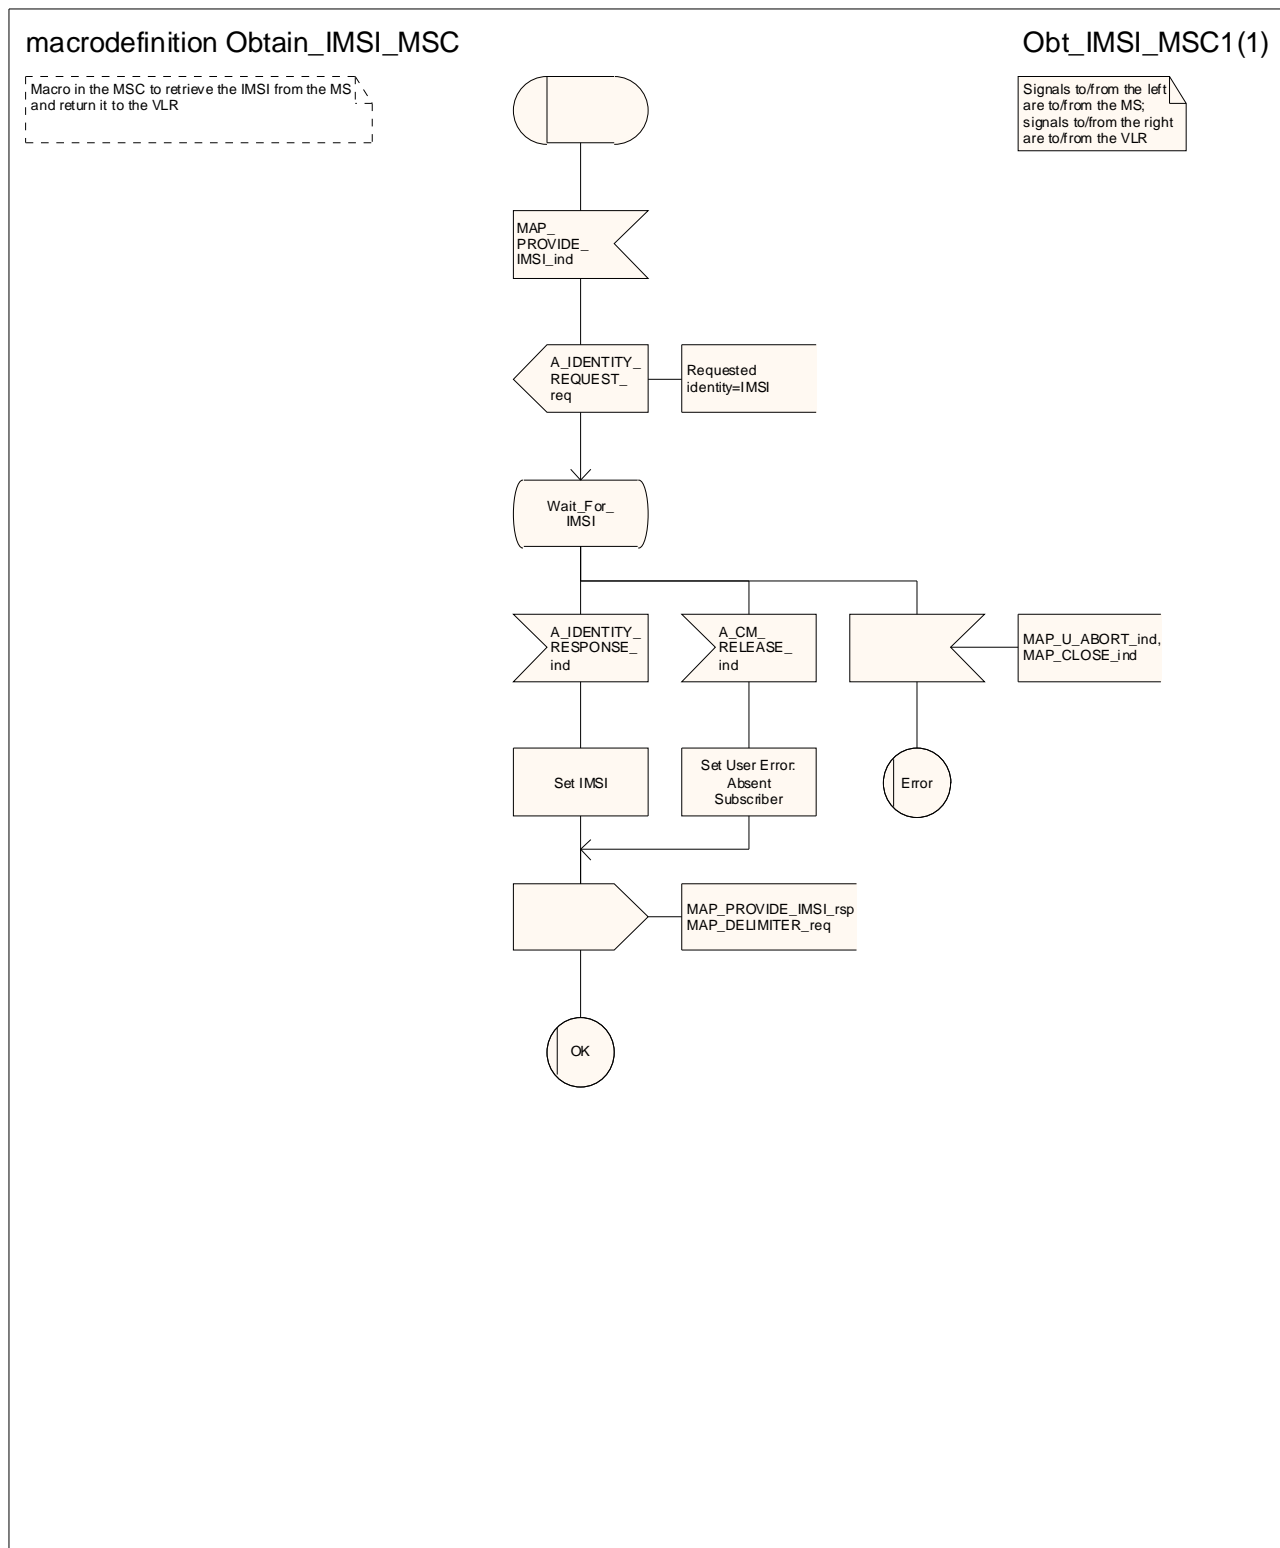 macrodefinition Obtain_IMSI_MSC
Obt_IMSI_MSC1(1)
Macro in the MSC to retrieve the IMSI from the MS
and return it to the VLR
Signals to/from the left
are to/from the MS;
signals to/from the right
are to/from the VLR
MAP_
PROVIDE_
IMSI_ind
A_IDENTITY_
REQUEST_
req
Requested
identity=IMSI
Wait_For_
IMSI
A_IDENTITY_
RESPONSE_
ind
A_CM_
RELEASE_
ind
MAP_U_ABORT_ind,
MAP_CLOSE_ind
Set IMSI
Set User Error:
Absent
Subscriber
Error
MAP_PROVIDE_IMSI_rsp
MAP_DELIMITER_req
OK